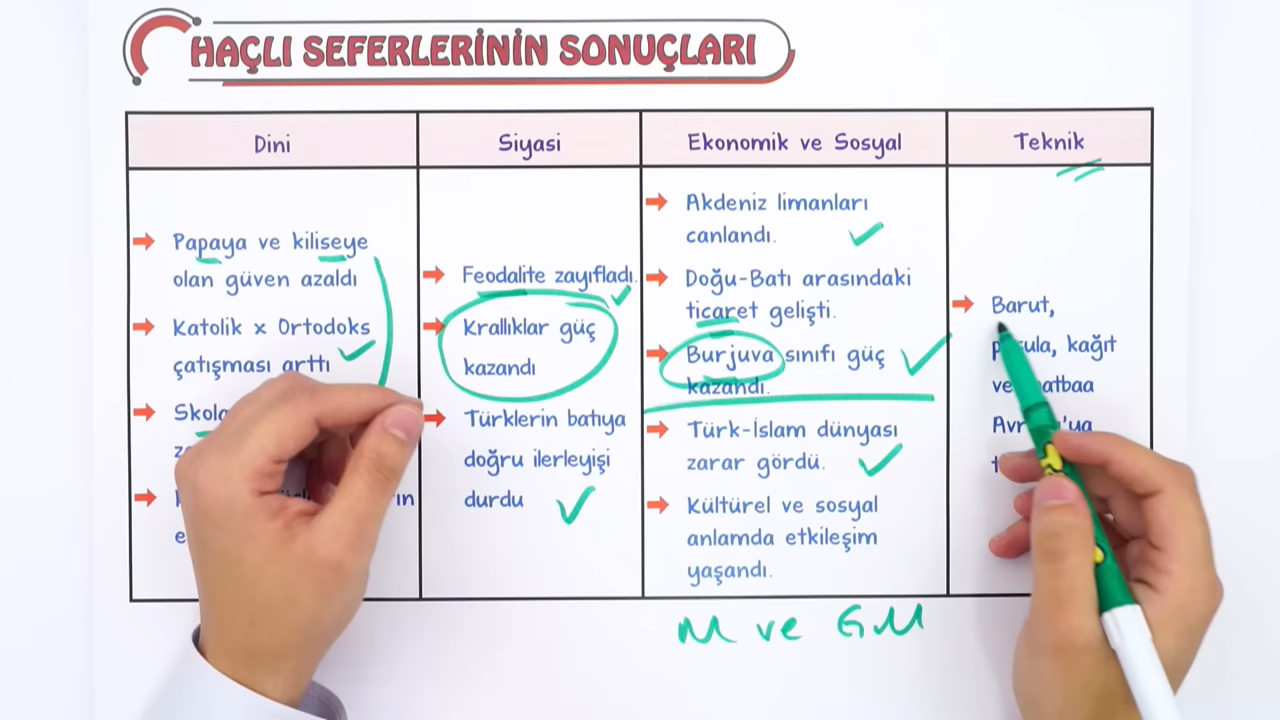 HAÇLI SEFERLERİNİN SONUÇLARI
Dini
Siyasi
Ekonomik ve Sosyal
Teknik
Papaya ve kiliseye
olan güven azaldı
Katolik x Ortodoks
çatışması arttı
Feodalite zayıfladı.
Krallıklar güç
kazandı
Türklerin batıya
doğru ilerleyişi
durdu
Akdeniz limanları
canlandı.
Doğu-Batı arasındaki
ticaret gelişti.
Burjuva sınıfı güç
kazandı.
Türk-İslam dünyası
zarar gördü.
Kültürel ve sosyal
anlamda etkileşim
yaşandı.
Barut,
kağıt
M ve GM